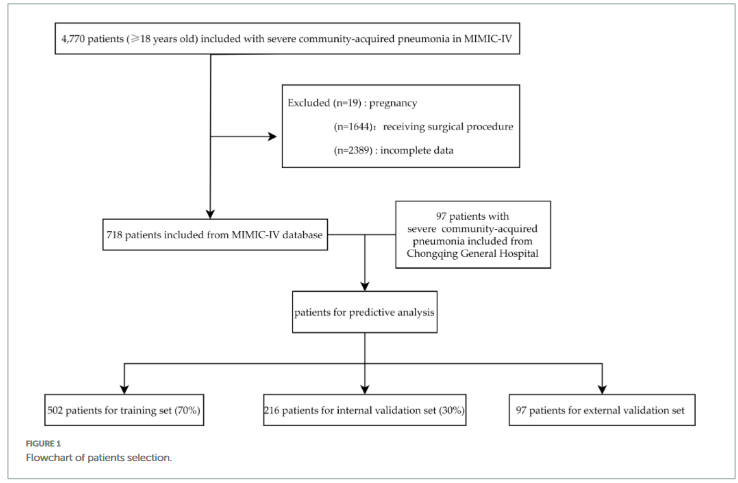 4,770 patients (≥18 years old) included with severe community-acquired pneumonia in MIMIC-IV
Excluded (n=19) : pregnancy
(n=1644): receiving surgical procedure
(n=2389) : incomplete data
718 patients included from MIMIC-IV database
97 patients with
severe community-acquired
pneumonia included from
Chongqing General Hospital
patients for predictive analysis
502 patients for training set (70%)
216 patients for internal validation set (30%)
97 patients for external validation set
FIGURE 1
Flowchart of patients selection.